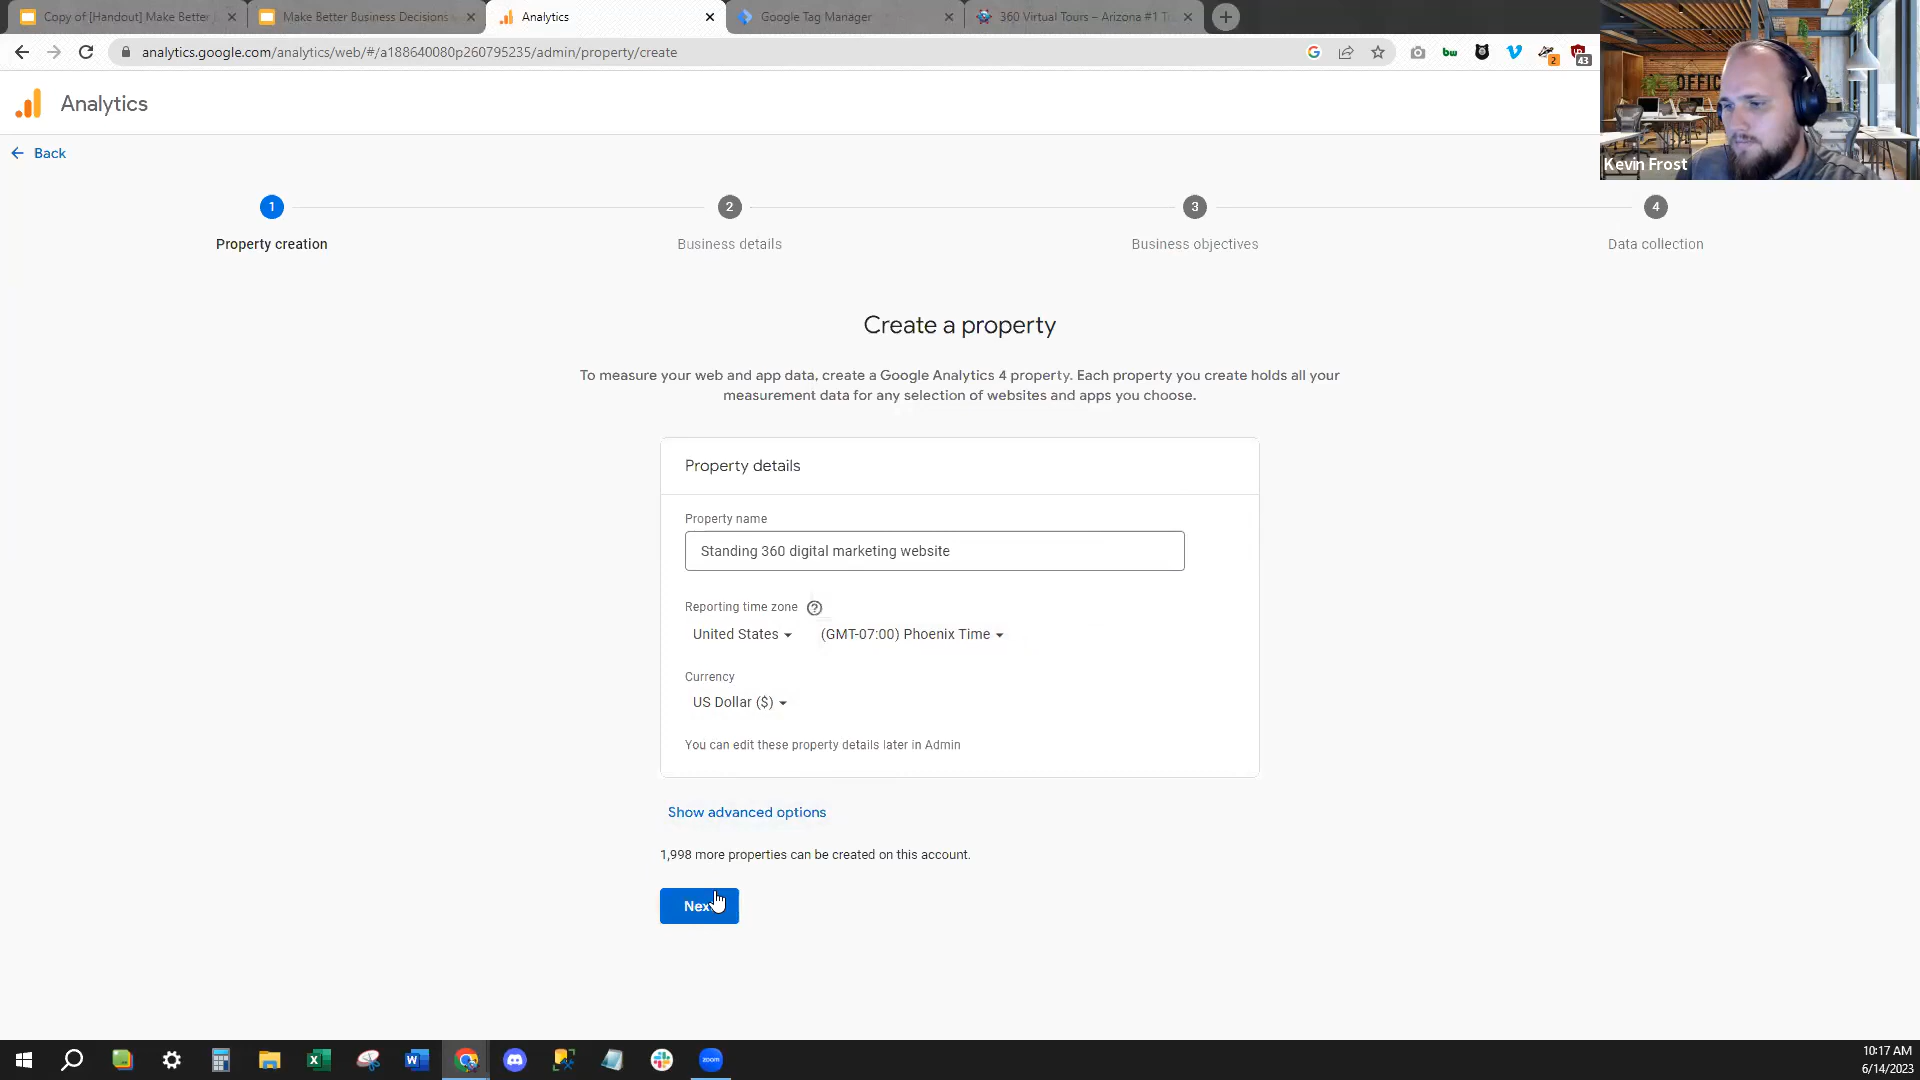 Copy of [Handout] Make Better
Make Better Business Decisions
Analytics
Google Tag Manager
360 Virtual Tours – Arizona #1 T
analytics.google.com/analytics/web/#/a188640080p260795235/admin/property/create
bw
2
43
OFFIC
Kevin Frost
Analytics
Back
1
2
3
4
Property creation
Business details
Business objectives
Data collection
Create a property
To measure your web and app data, create a Google Analytics 4 property. Each property you create holds all your
measurement data for any selection of websites and apps you choose.
Property details
Property name
Standing 360 digital marketing website
Reporting time zone ?
United States (GMT-07:00) Phoenix Time
Currency
US Dollar ($)
You can edit these property details later in Admin
Show advanced options
1,998 more properties can be created on this account.
Nex
zoom
10:17 AM
6/14/2023